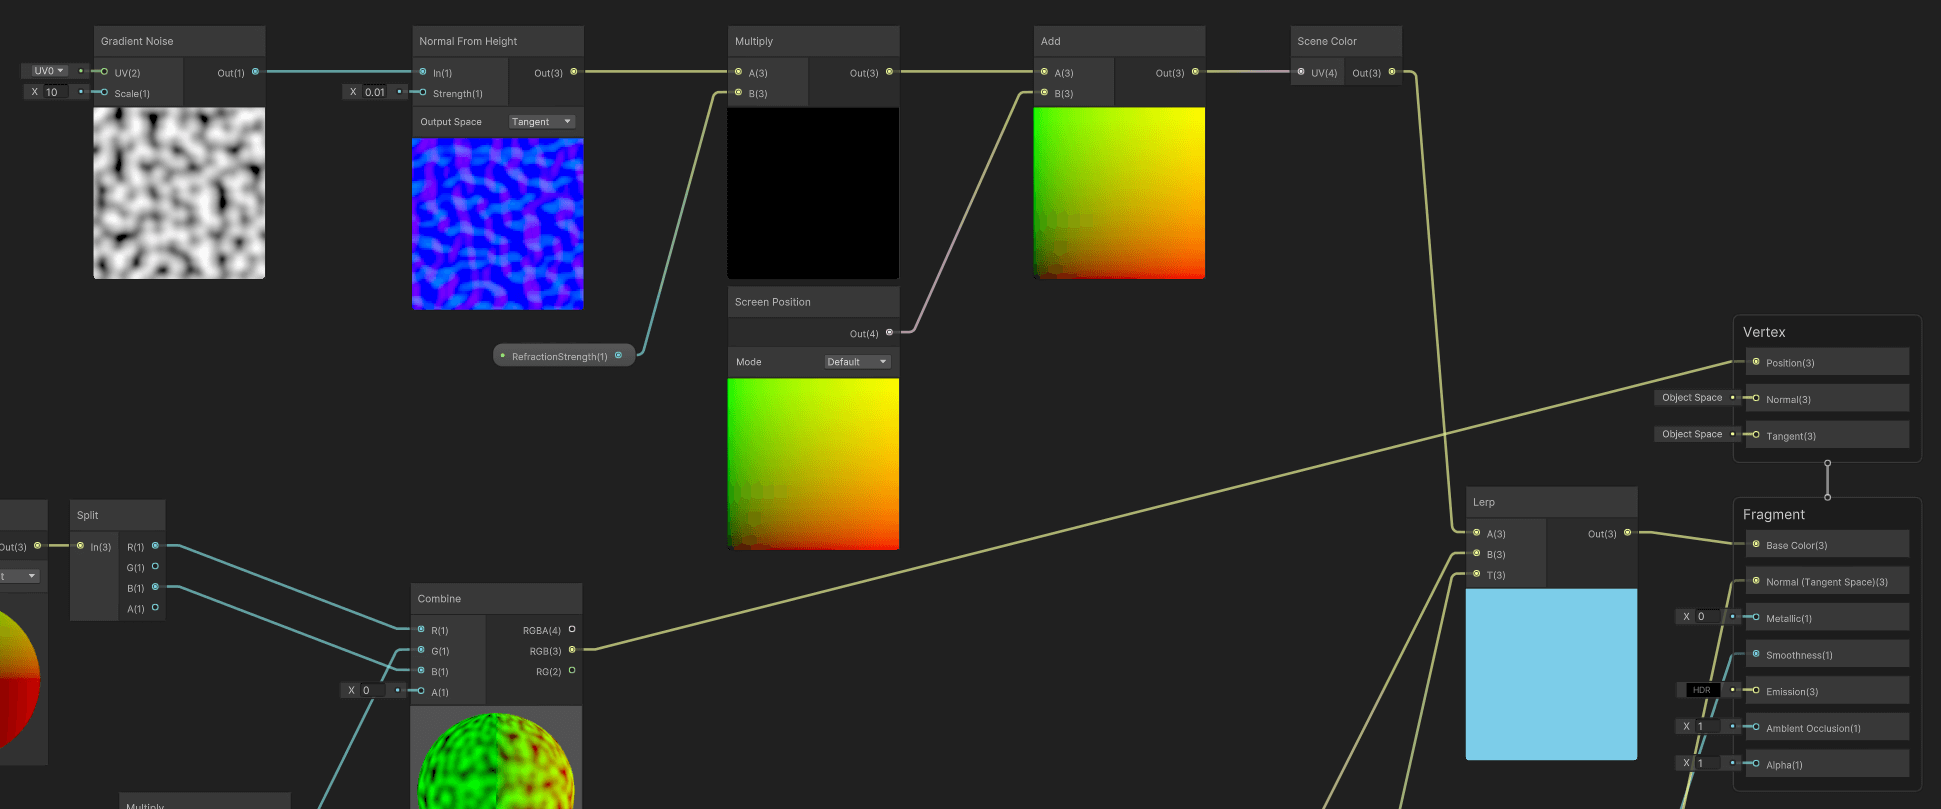 Gradient Noise
UV0
UV(2)
Out(1)
X 10
Scale(1)
Normal From Height
In(1)
Out(3)
X 0.01
Strength(1)
Output Space
Tangent
RefractionStrength(1)
Multiply
A(3)
Out(3)
B(3)
Screen Position
Out(4)
Mode
Default
Add
A(3)
Out(3)
B(3)
Scene Color
UV(4)
Out(3)
Vertex
Position(3)
Object Space
Normal(3)
Object Space
Tangent(3)
Out(3)
t
Split
In(3)
R(1)
G(1)
B(1)
A(1)
Combine
R(1)
RGBA(4)
G(1)
RGB(3)
B(1)
RG(2)
X 0
A(1)
Multiply
Lerp
A(3)
Out(3)
B(3)
T(3)
Fragment
Base Color(3)
Normal (Tangent Space)(3)
X 0
Metallic(1)
Smoothness(1)
HDR
Emission(3)
X 1
Ambient Occlusion(1)
X 1
Alpha(1)